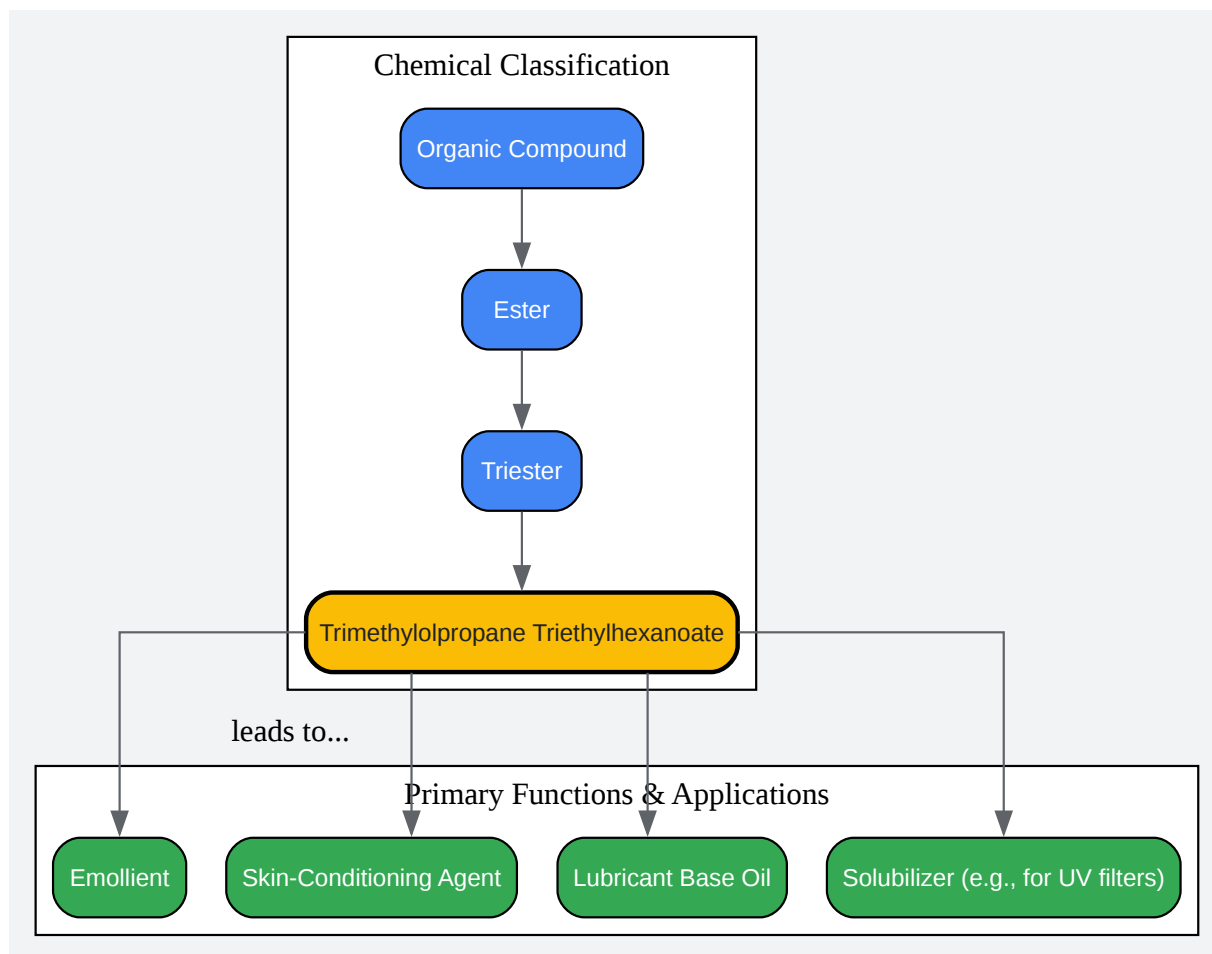 Chemical Classification
Organic Compound
Ester
Triester
Trimethylolpropane Triethylhexanoate
leads to...
Primary Functions & Applications
Emollient
Skin-Conditioning Agent
Lubricant Base Oil
Solubilizer (e.g., for UV filters)